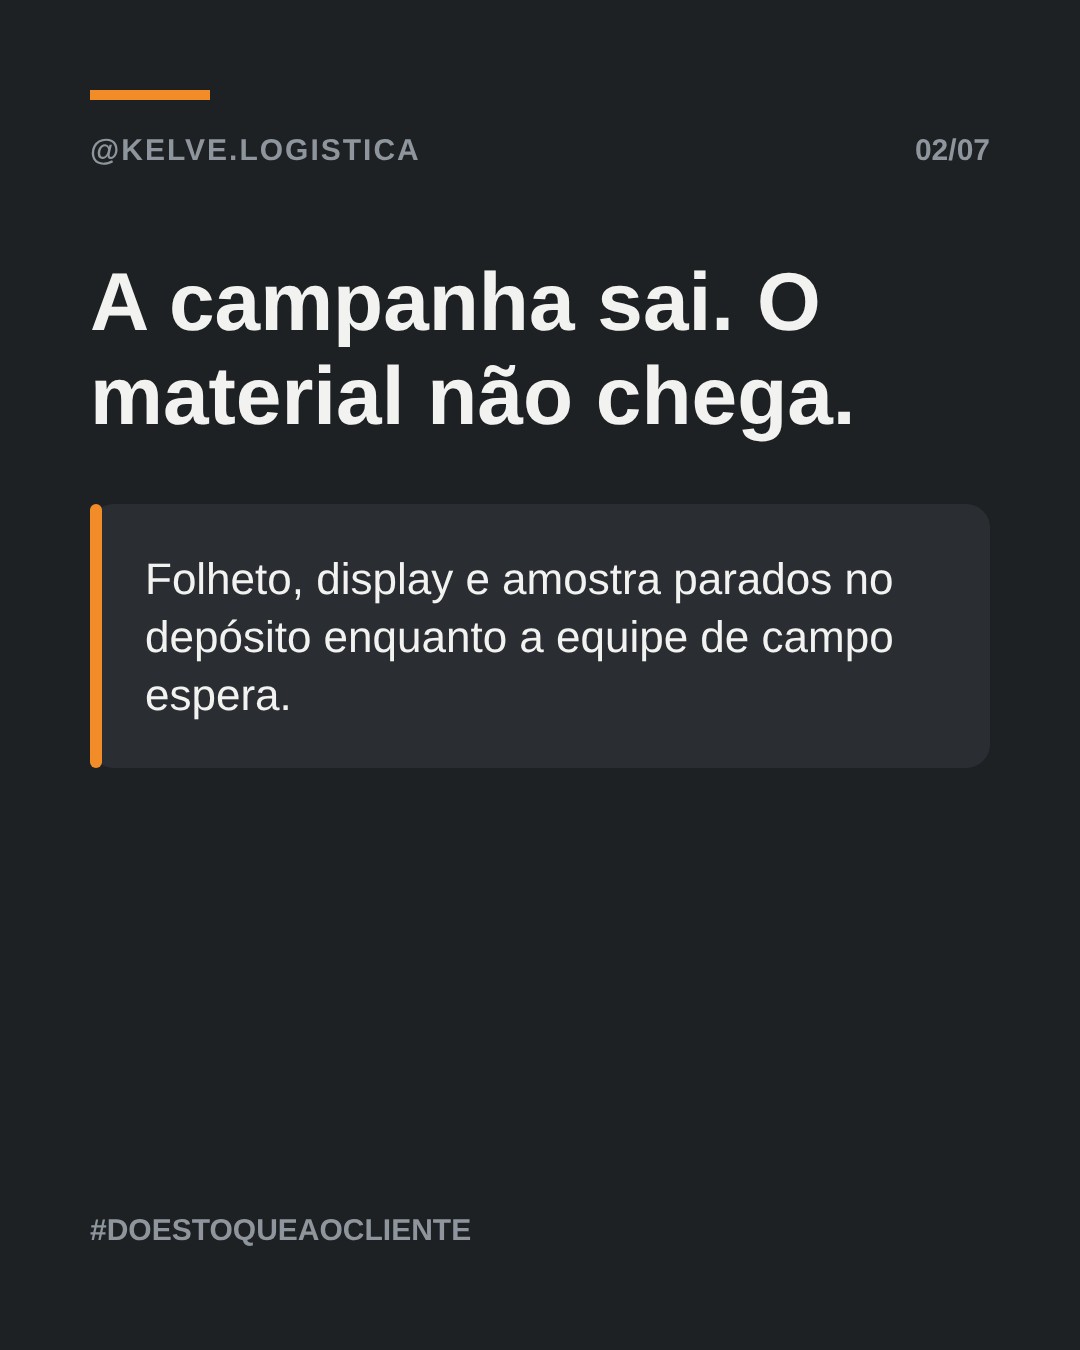 @KELVE.LOGISTICA
02/07
A campanha sai. O
material não chega.
Folheto, display e amostra parados no
depósito enquanto a equipe de campo
espera.
#DOESTOQUEAOCLIENTE